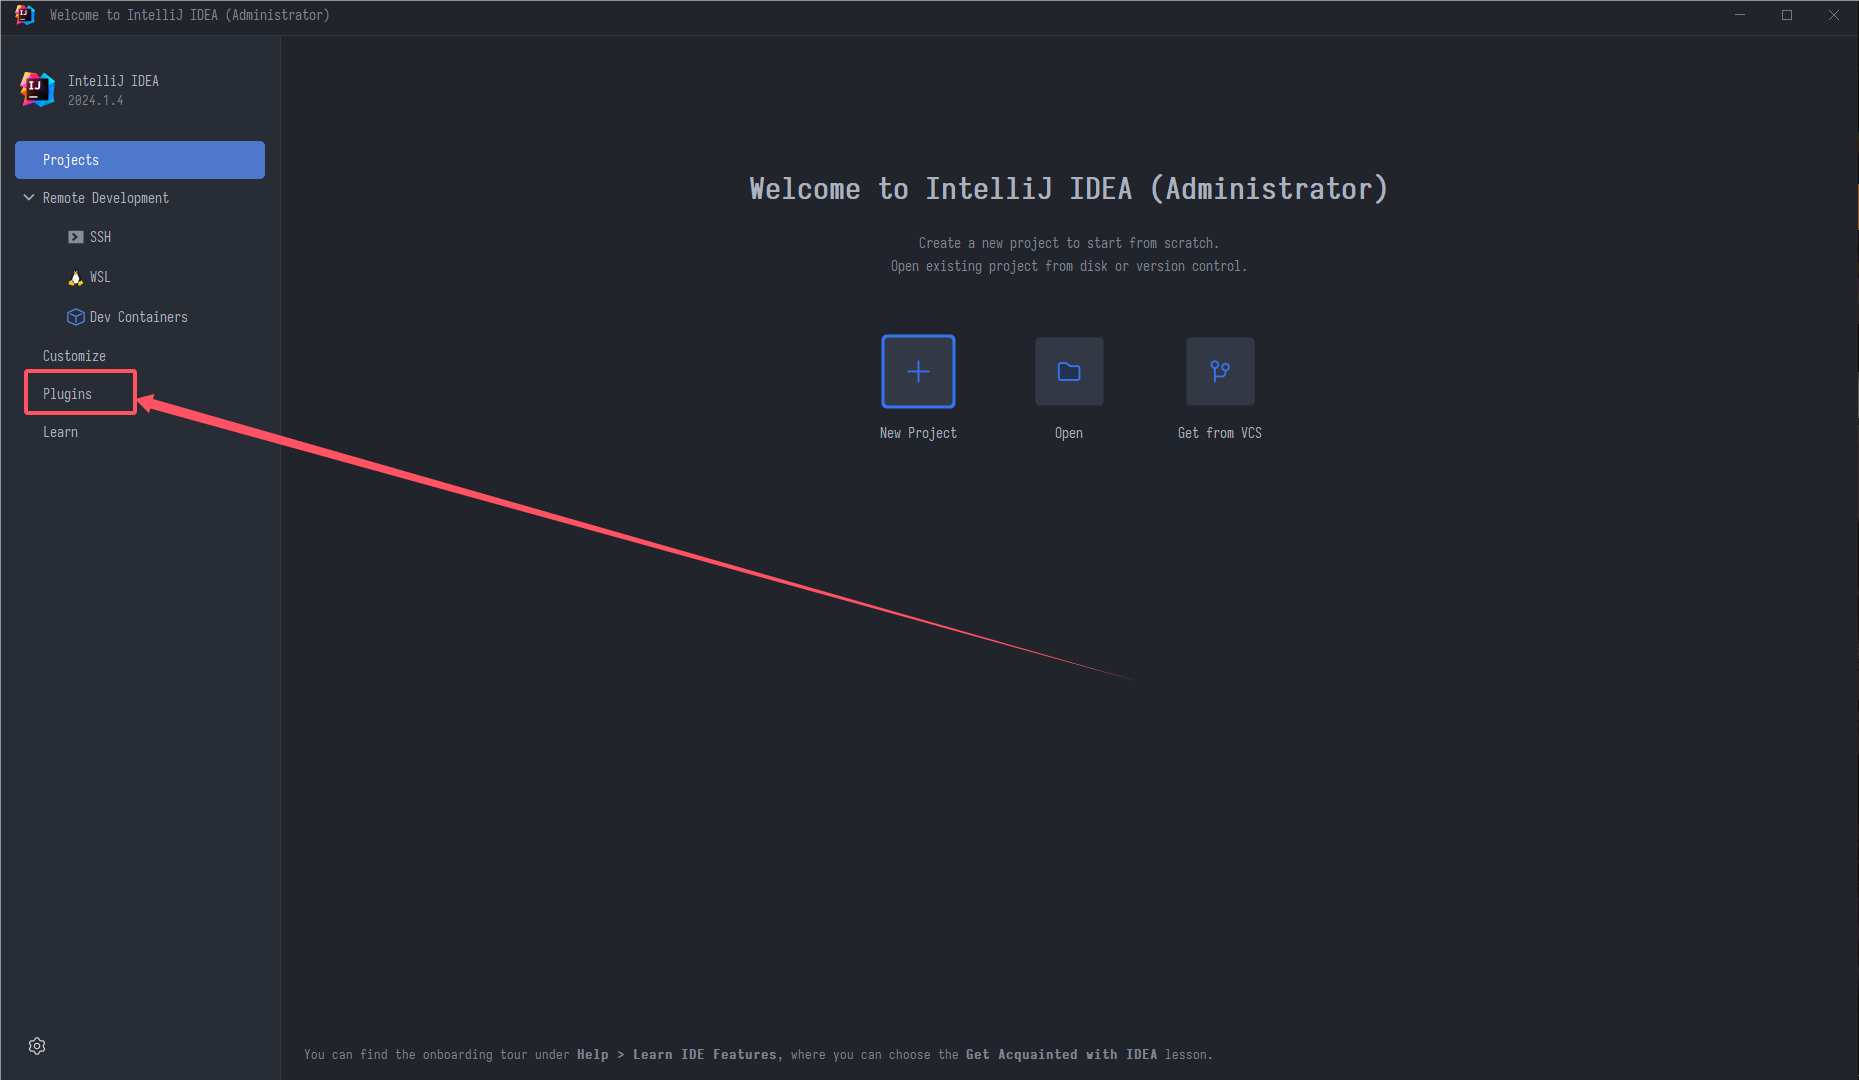 Welcome to IntelliJ IDEA (Administrator)
IJ
IntelliJ IDEA
2024.1.4
Projects
Remote Development
SSH
WSL
Dev Containers
Customize
Plugins
Learn
Welcome to IntelliJ IDEA (Administrator)
Create a new project to start from scratch.
Open existing project from disk or version control.
New Project
Open
Get from VCS
You can find the onboarding tour under Help > Learn IDE Features, where you can choose the Get Acquainted with IDEA lesson.